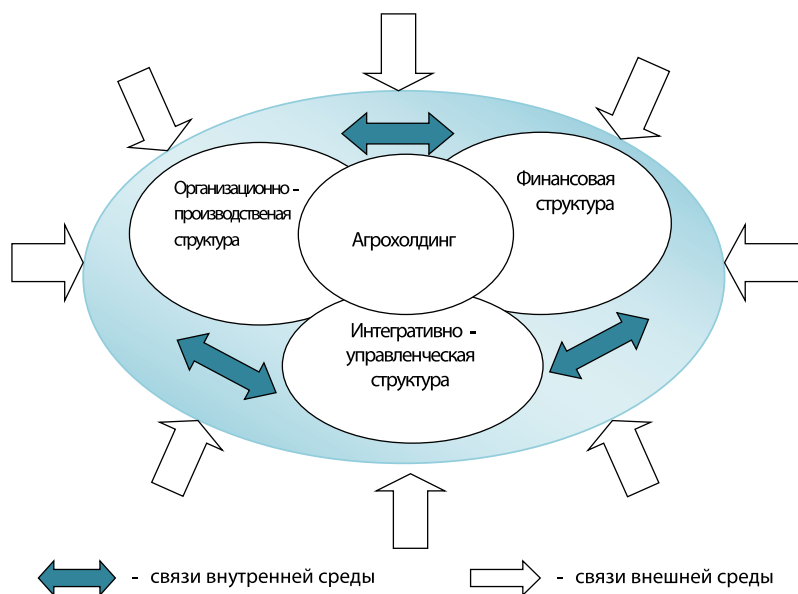 Организационно -
производственая
структура
Финансовая
структура
Агрохолдинг
Интегративно -
управленческая
структура
- связи внутренней среды
- связи внешней среды